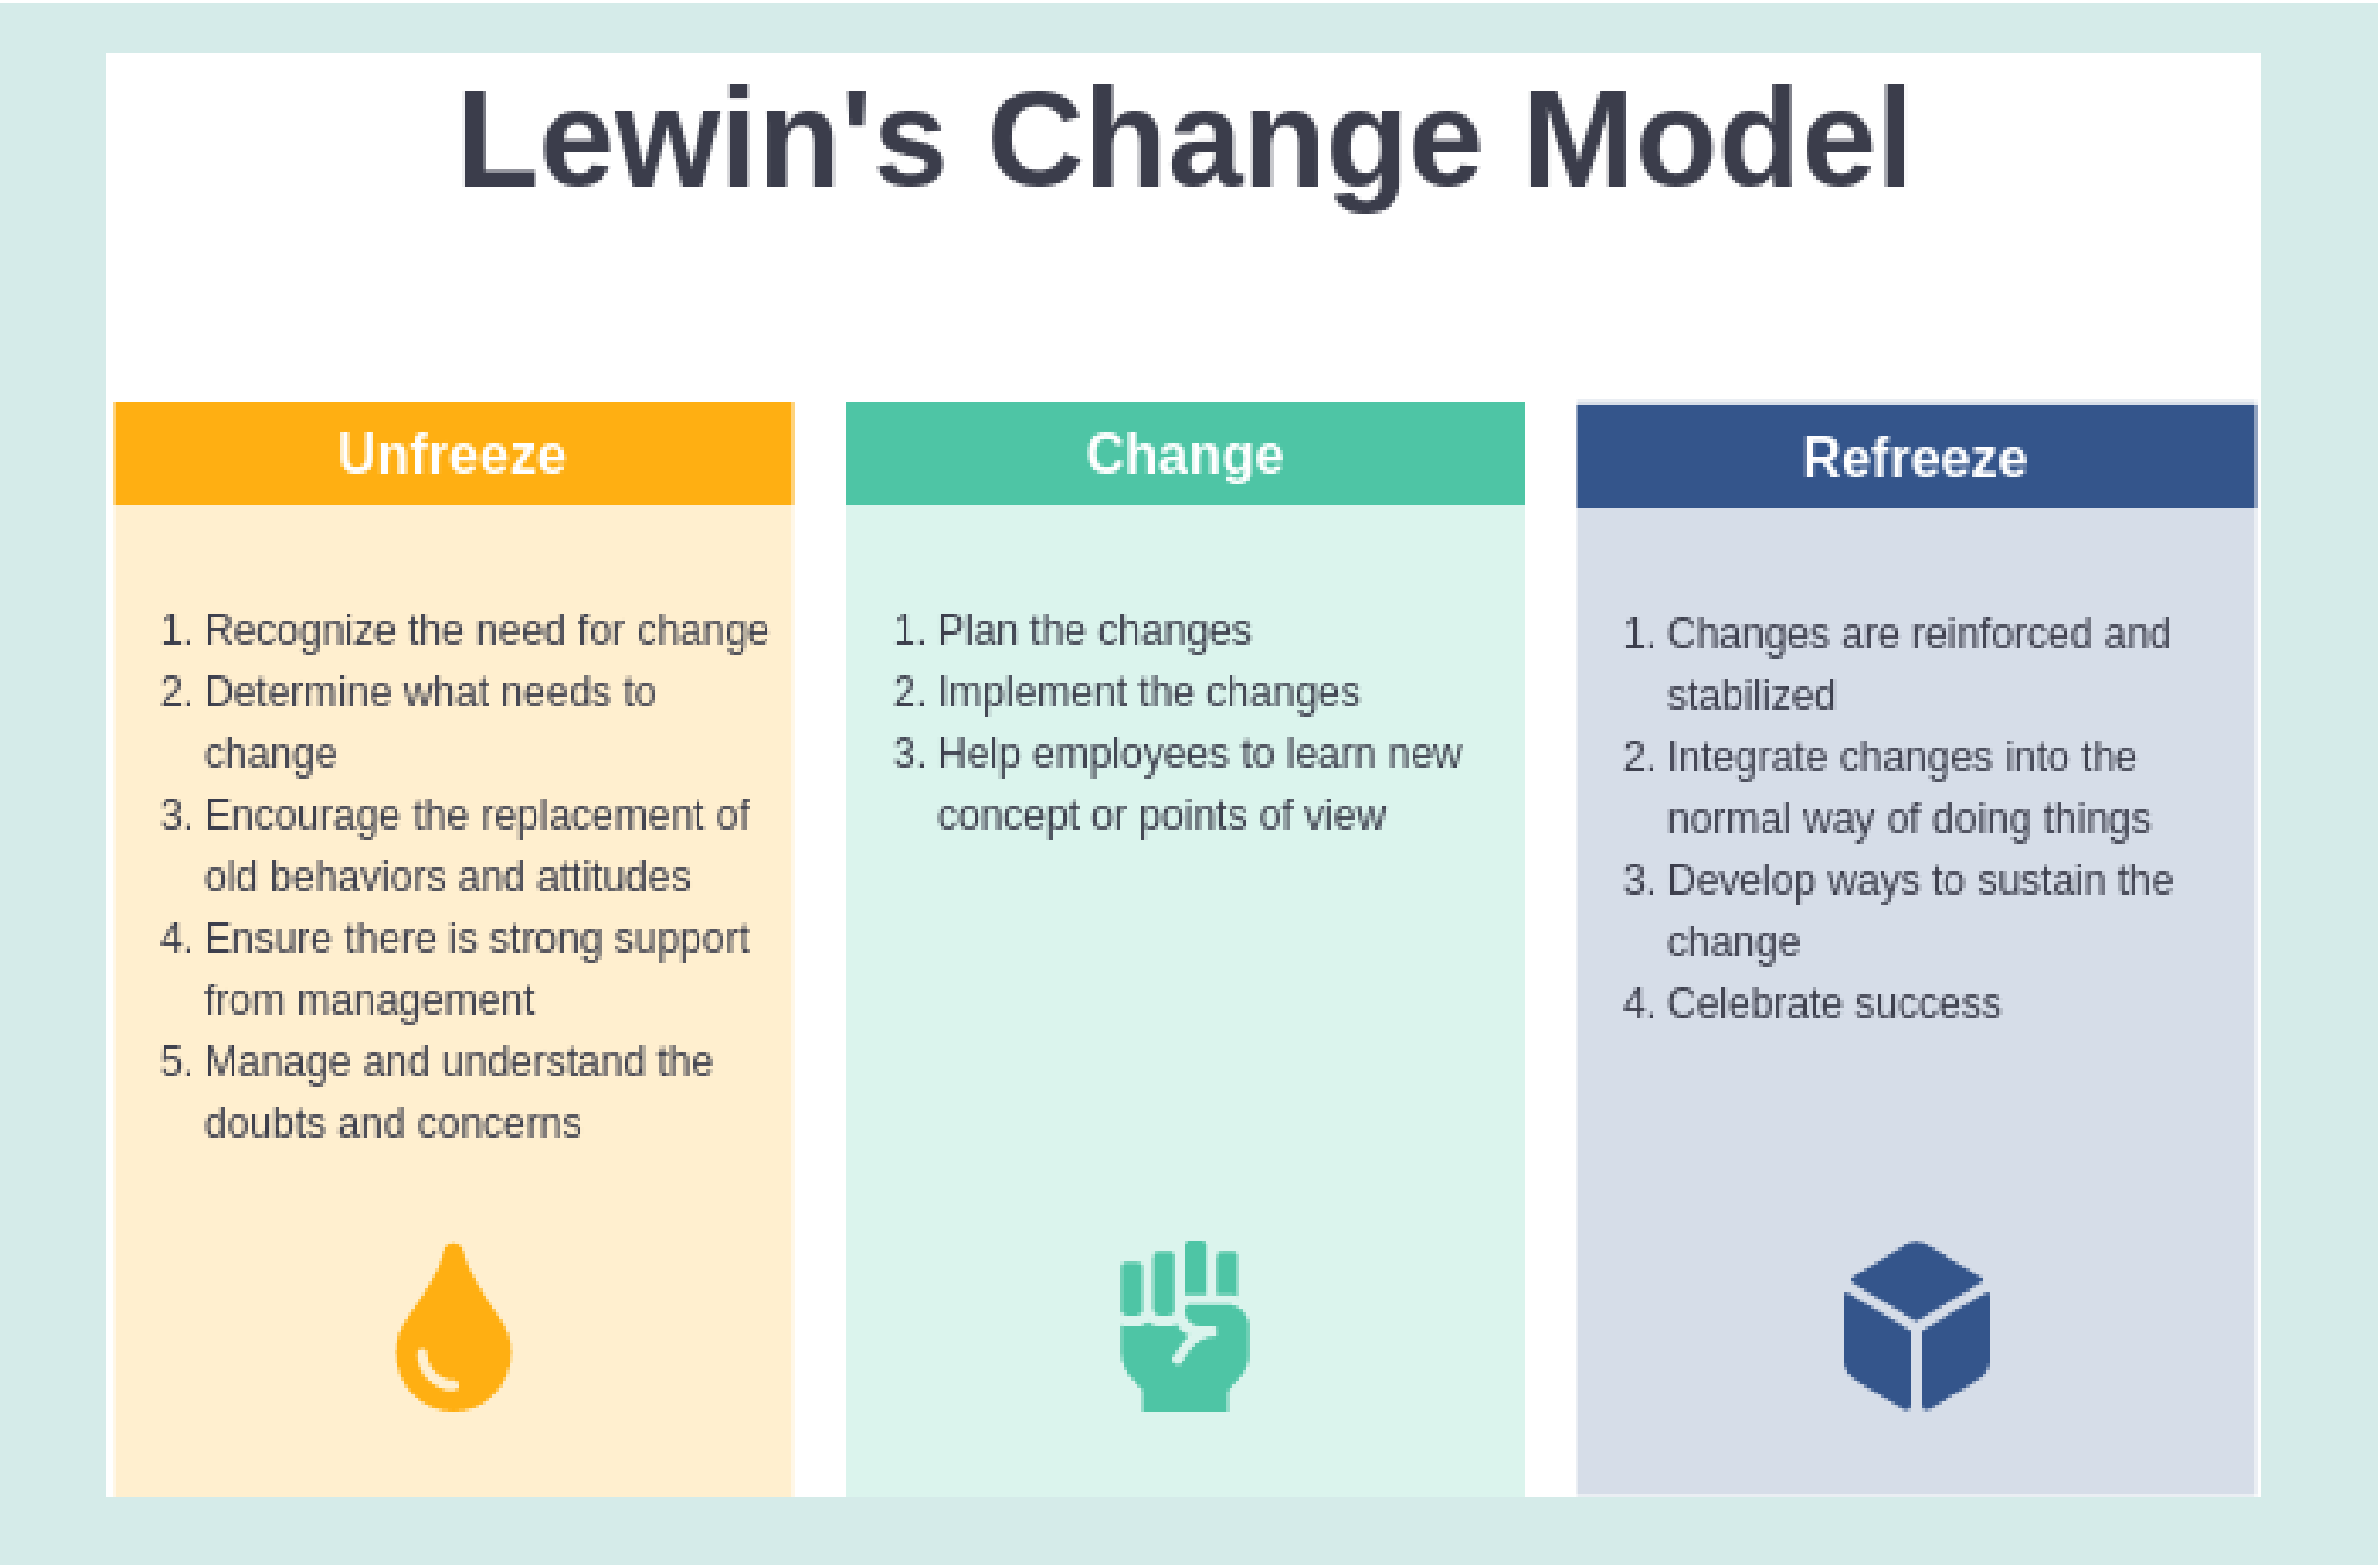 Lewin's Change Model
Unfreeze
1. Recognize the need for change
2. Determine what needs to
change
3. Encourage the replacement of
old behaviors and attitudes
4. Ensure there is strong support
from management
5. Manage and understand the
doubts and concerns
Change
1. Plan the changes
2. Implement the changes
3. Help employees to learn new
concept or points of view
Refreeze
1. Changes are reinforced and
stabilized
2. Integrate changes into the
normal way of doing things
3. Develop ways to sustain the
change
4. Celebrate success